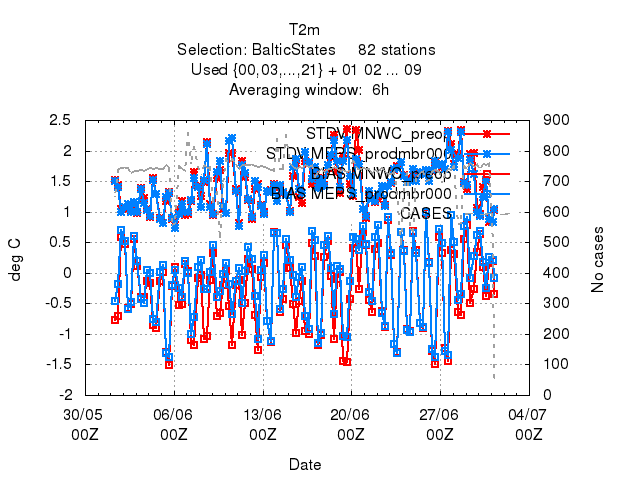 T2m
Selection: BalticStates     82 stations
Used {00,03,...,21} + 01 02 ... 09
Averaging window:  6h
STDV MNWC_preop
STDV MEPS_prodmbr000
BIAS MNWC_preop
BIAS MEPS_prodmbr000
CASES
2.5
2
1.5
1
0.5
0
-0.5
-1
-1.5
-2
deg C
900
800
700
600
500
400
300
200
100
0
No cases
30/05 06/06 13/06 20/06 27/06 04/07
00Z 00Z 00Z 00Z 00Z 00Z
Date